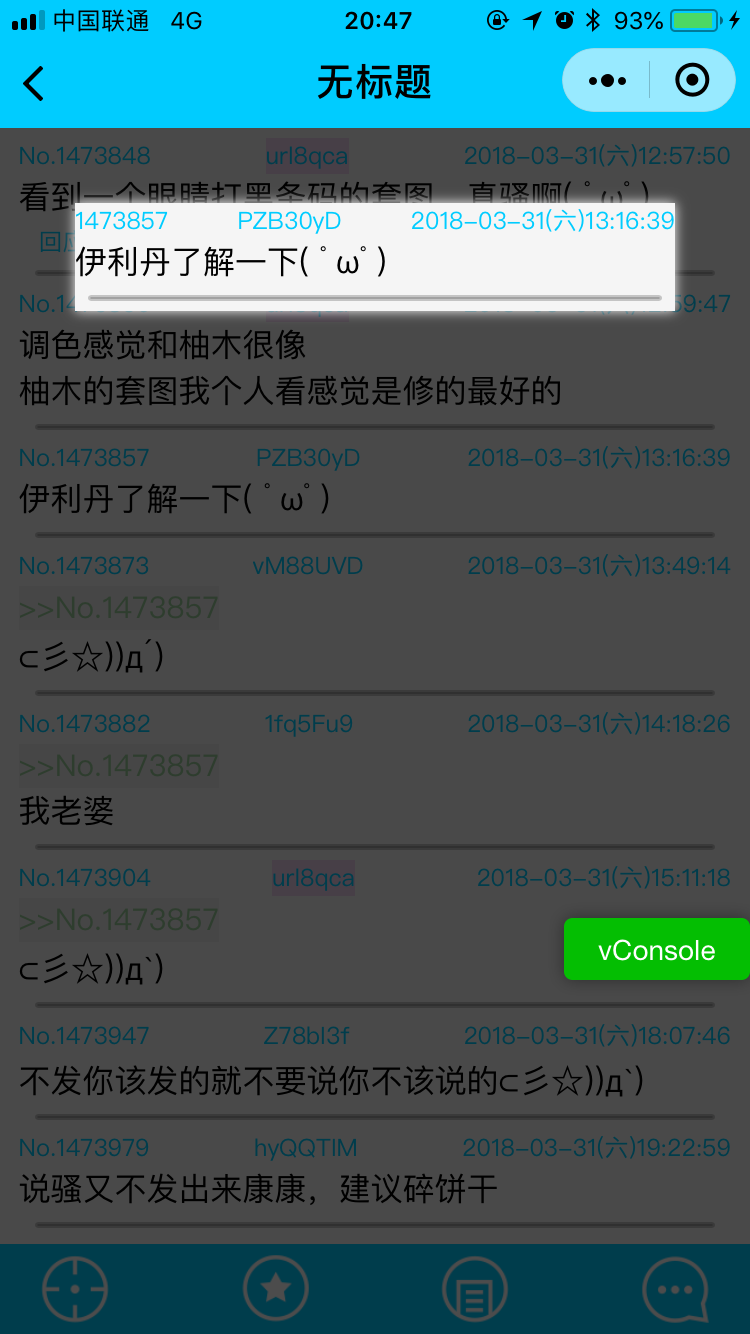 中国联通 4G 20:47 93%
无标题
No.1473848 url8qca 2018-03-31(六)12:57:50
看到一个眼睛打黑条码的套图，真骚啊( ﾟωﾟ)
1473857 PZB30yD 2018-03-31(六)13:16:39
伊利丹了解一下( ﾟωﾟ)
调色感觉和柚木很像
柚木的套图我个人看感觉是修的最好的
No.1473857 PZB30yD 2018-03-31(六)13:16:39
伊利丹了解一下( ﾟωﾟ)
No.1473873 vM88UVD 2018-03-31(六)13:49:14
>>No.1473857
⊂彡☆))д´)
No.1473882 1fq5Fu9 2018-03-31(六)14:18:26
>>No.1473857
我老婆
No.1473904 url8qca 2018-03-31(六)15:11:18
>>No.1473857
⊂彡☆))д`)
vConsole
No.1473947 Z78bl3f 2018-03-31(六)18:07:46
不发你该发的就不要说你不该说的⊂彡☆))д`)
No.1473979 hyQQTIM 2018-03-31(六)19:22:59
说骚又不发出来康康，建议碎饼干